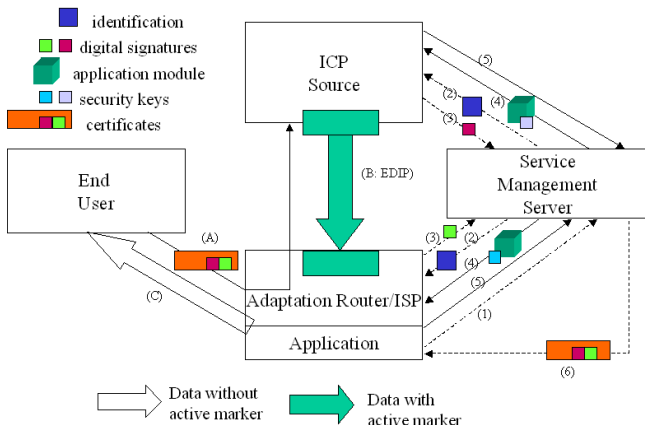 identification
digital signatures
application module
security keys
certificates
ICP
Source
(5)
(4)
(2)
(3)
End
User
(B: EDIP)
Service
Management
Server
(A)
(3)
(2)
(4)
(5)
(1)
(C)
Adaptation Router/ISP
Application
(6)
Data without
active marker
Data with
active marker